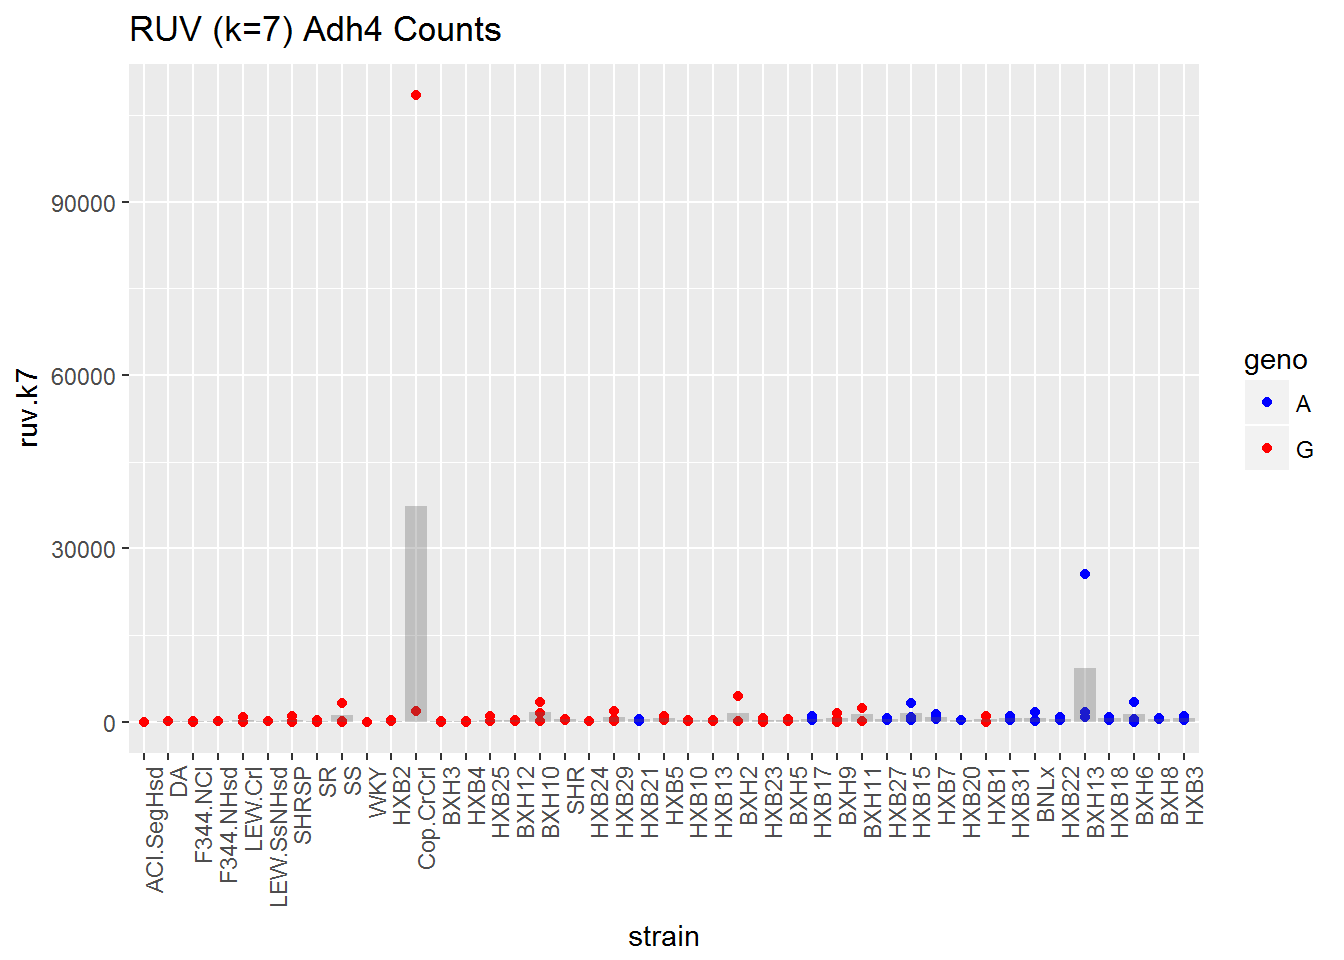 RUV (k=7) Adh4 Counts
ruv.k7
90000
60000
30000
0
ACI.SegHsd
DA
F344.NCI
F344.NHsd
LEW.Crl
LEW.SsNHsd
SHRSP
SR
SS
WKY
HXB2
Cop.CrCrl
BXH3
HXB4
HXB25
BXH12
BXH10
SHR
HXB24
HXB29
HXB21
HXB5
HXB10
HXB13
BXH2
HXB23
BXH5
HXB17
BXH9
BXH11
HXB27
HXB15
HXB7
HXB20
HXB1
HXB31
BNLx
HXB22
BXH13
HXB18
BXH6
BXH8
HXB3
strain
geno
A
G